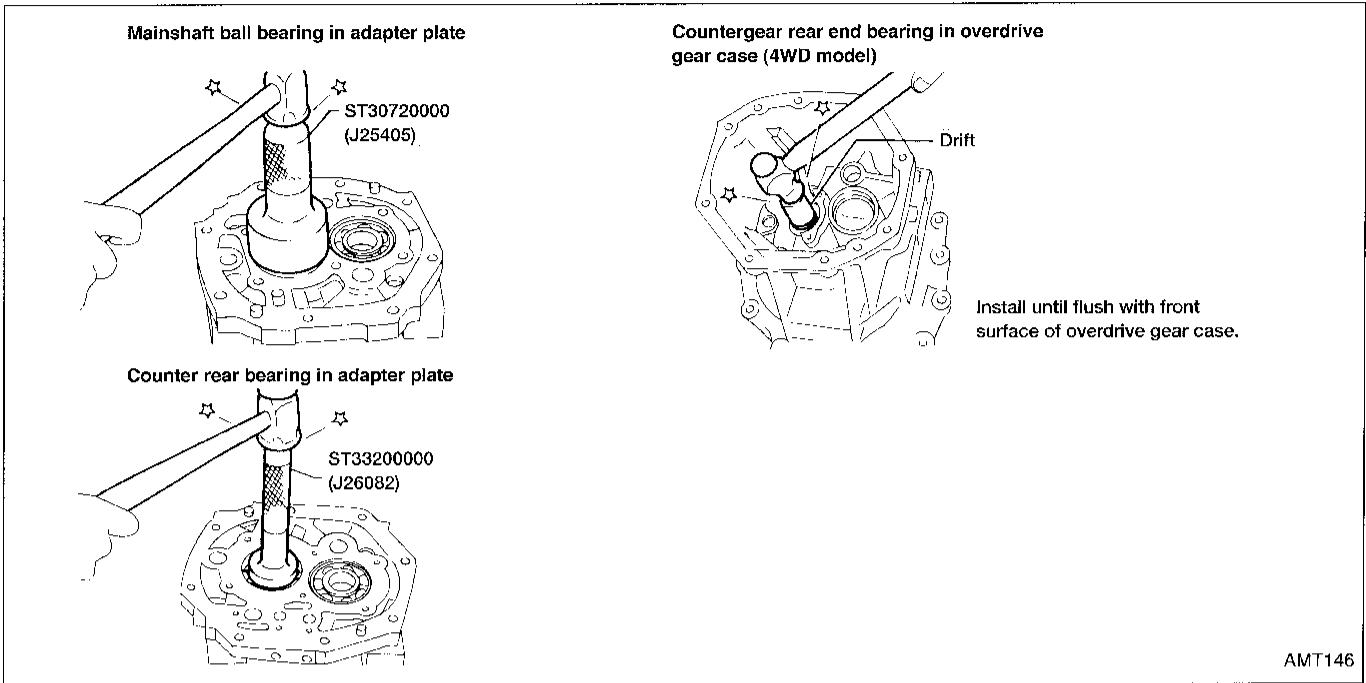 Mainshaft ball bearing in adapter plate
ST30720000
(J25405)
Counter rear bearing in adapter plate
ST33200000
(J26082)
Countergear rear end bearing in overdrive
gear case (4WD model)
Drift
Install until flush with front
surface of overdrive gear case.
AMT146